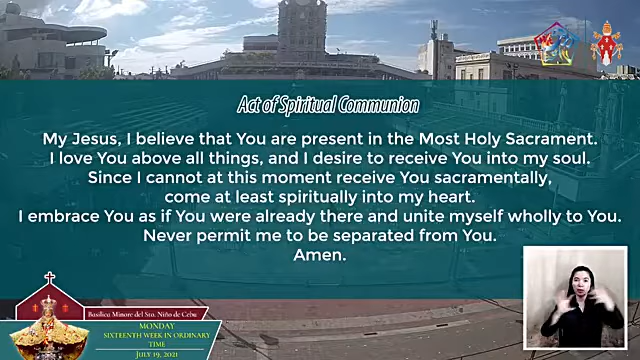 Act of Spiritual Communion
My Jesus, I believe that You are present in the Most Holy Sacrament.
I love You above all things, and I desire to receive You into my soul.
Since I cannot at this moment receive You sacramentally,
come at least spiritually into my heart.
I embrace You as if You were already there and unite myself wholly to You.
Never permit me to be separated from You.
Amen.
Basilica Minore del Sto. Niño de Cebu
MONDAY
SIXTEENTH WEEK IN ORDINARY
TIME
JULY 19, 2021